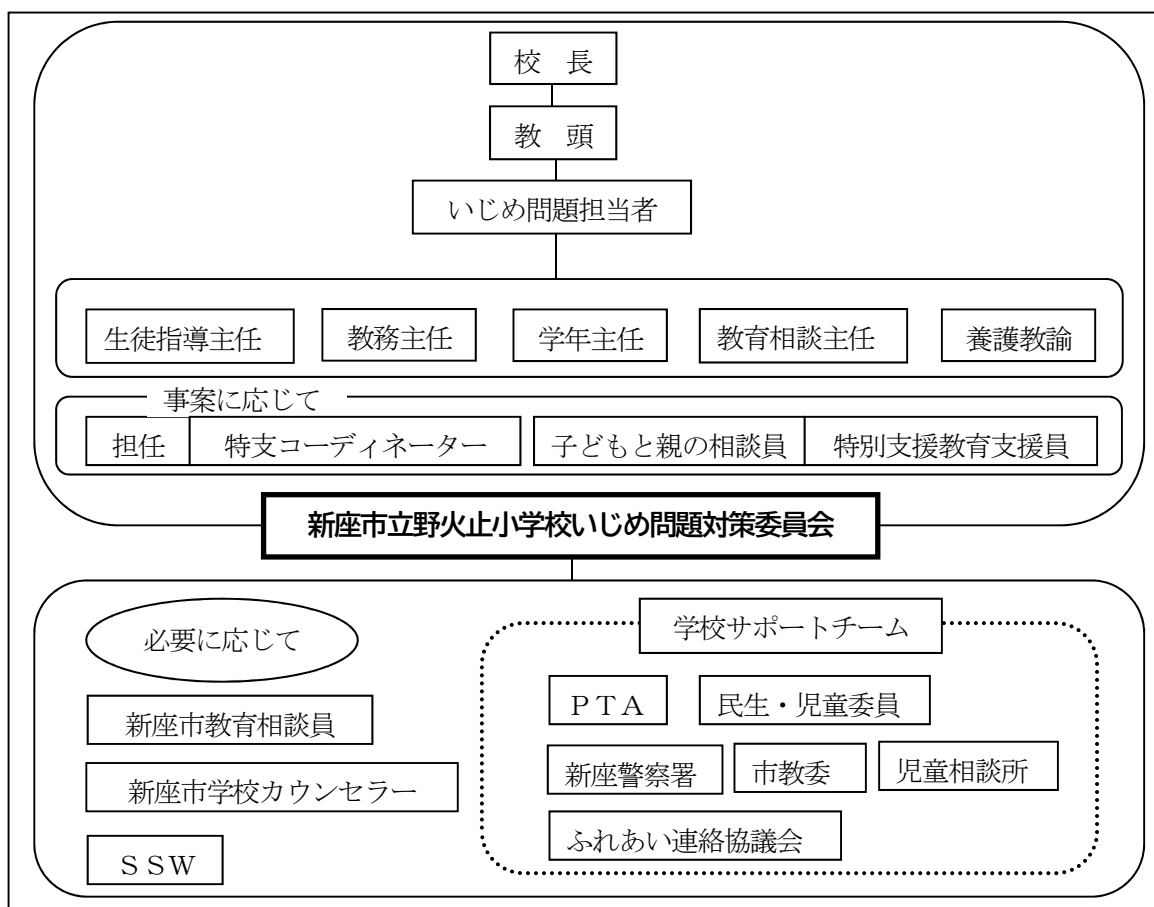 校　長
教　頭
いじめ問題担当者
生徒指導主任
教務主任
学年主任
教育相談主任
養護教諭
事案に応じて
担任
特支コーディネーター
子どもと親の相談員
特別支援教育支援員
新座市立野火止小学校いじめ問題対策委員会
必要に応じて
新座市教育相談員
新座市学校カウンセラー
ＳＳＷ
学校サポートチーム
ＰＴＡ
民生・児童委員
新座警察署
市教委
児童相談所
ふれあい連絡協議会